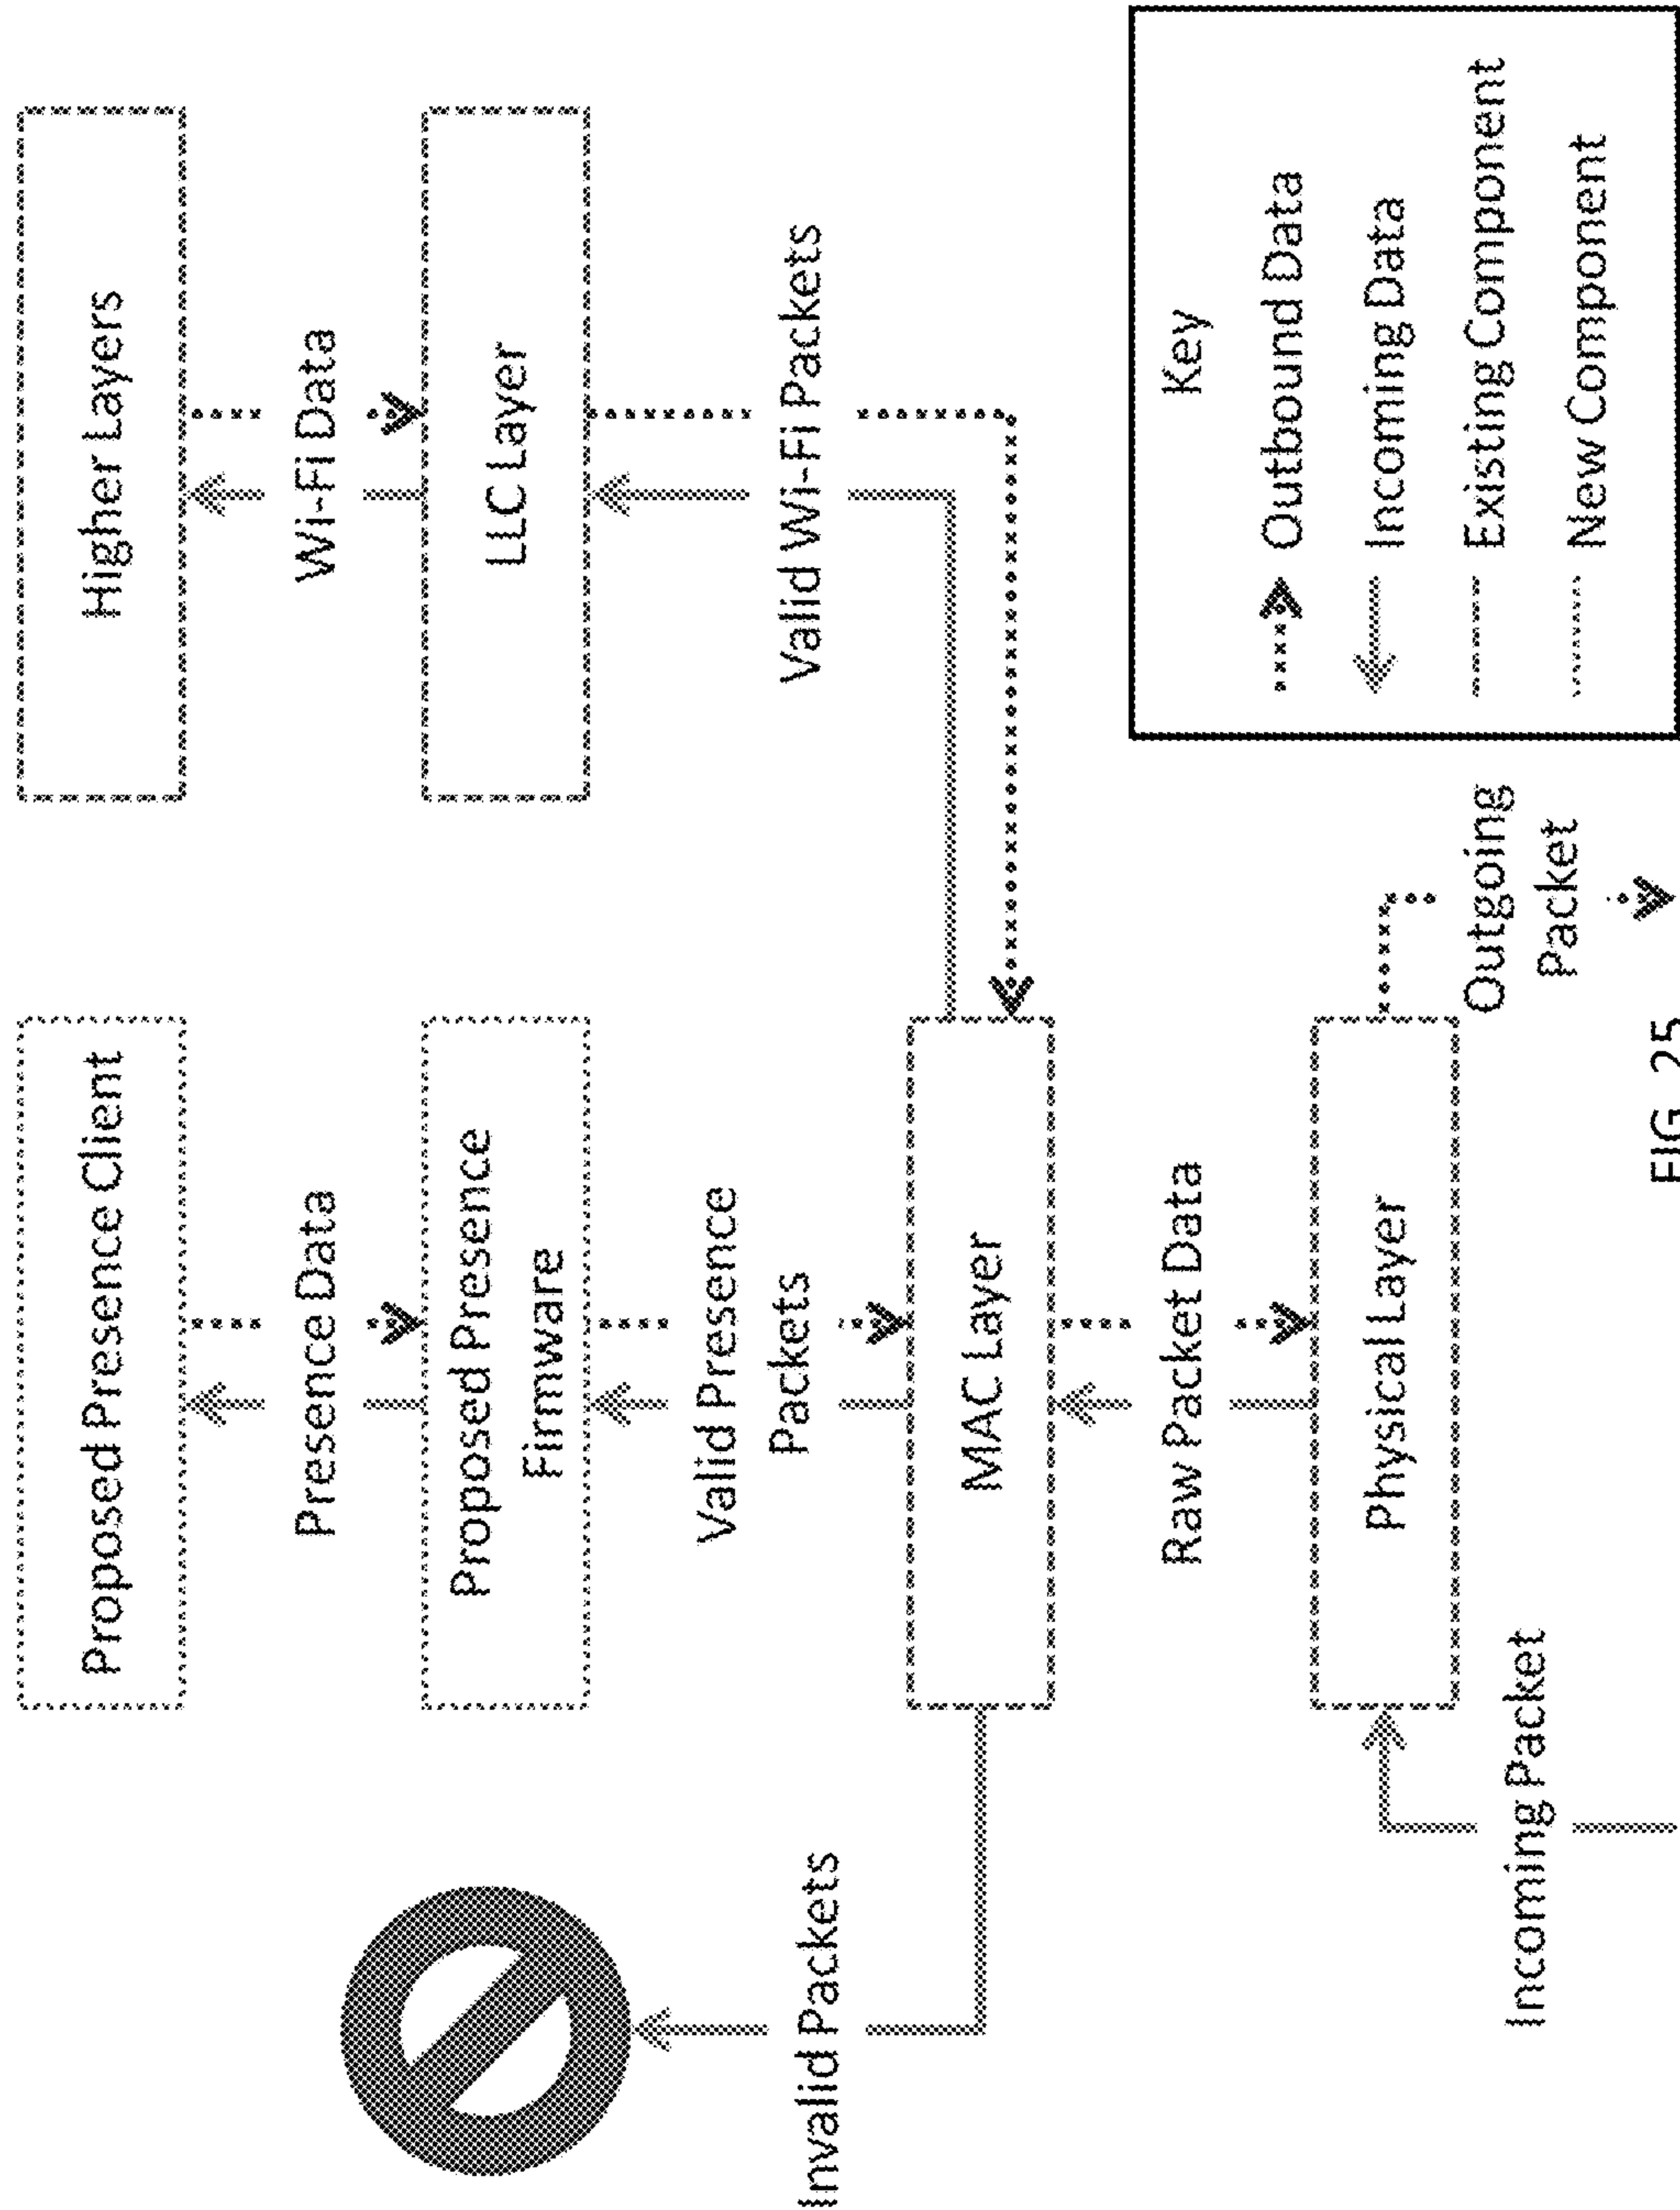 Proposed Presence Client
Higher Layers
Presence Data
Wi-Fi Data
Proposed Presence
Firmware
LLC Layer
Valid Presence
Packets
Valid Wi-Fi Packets
Invalid Packets
MAC Layer
Raw Packet Data
Physical Layer
Incoming Packet
Outgoing
Packet
Key
Outbound Data
Incoming Data
Existing Component
New Component
FIG. 25